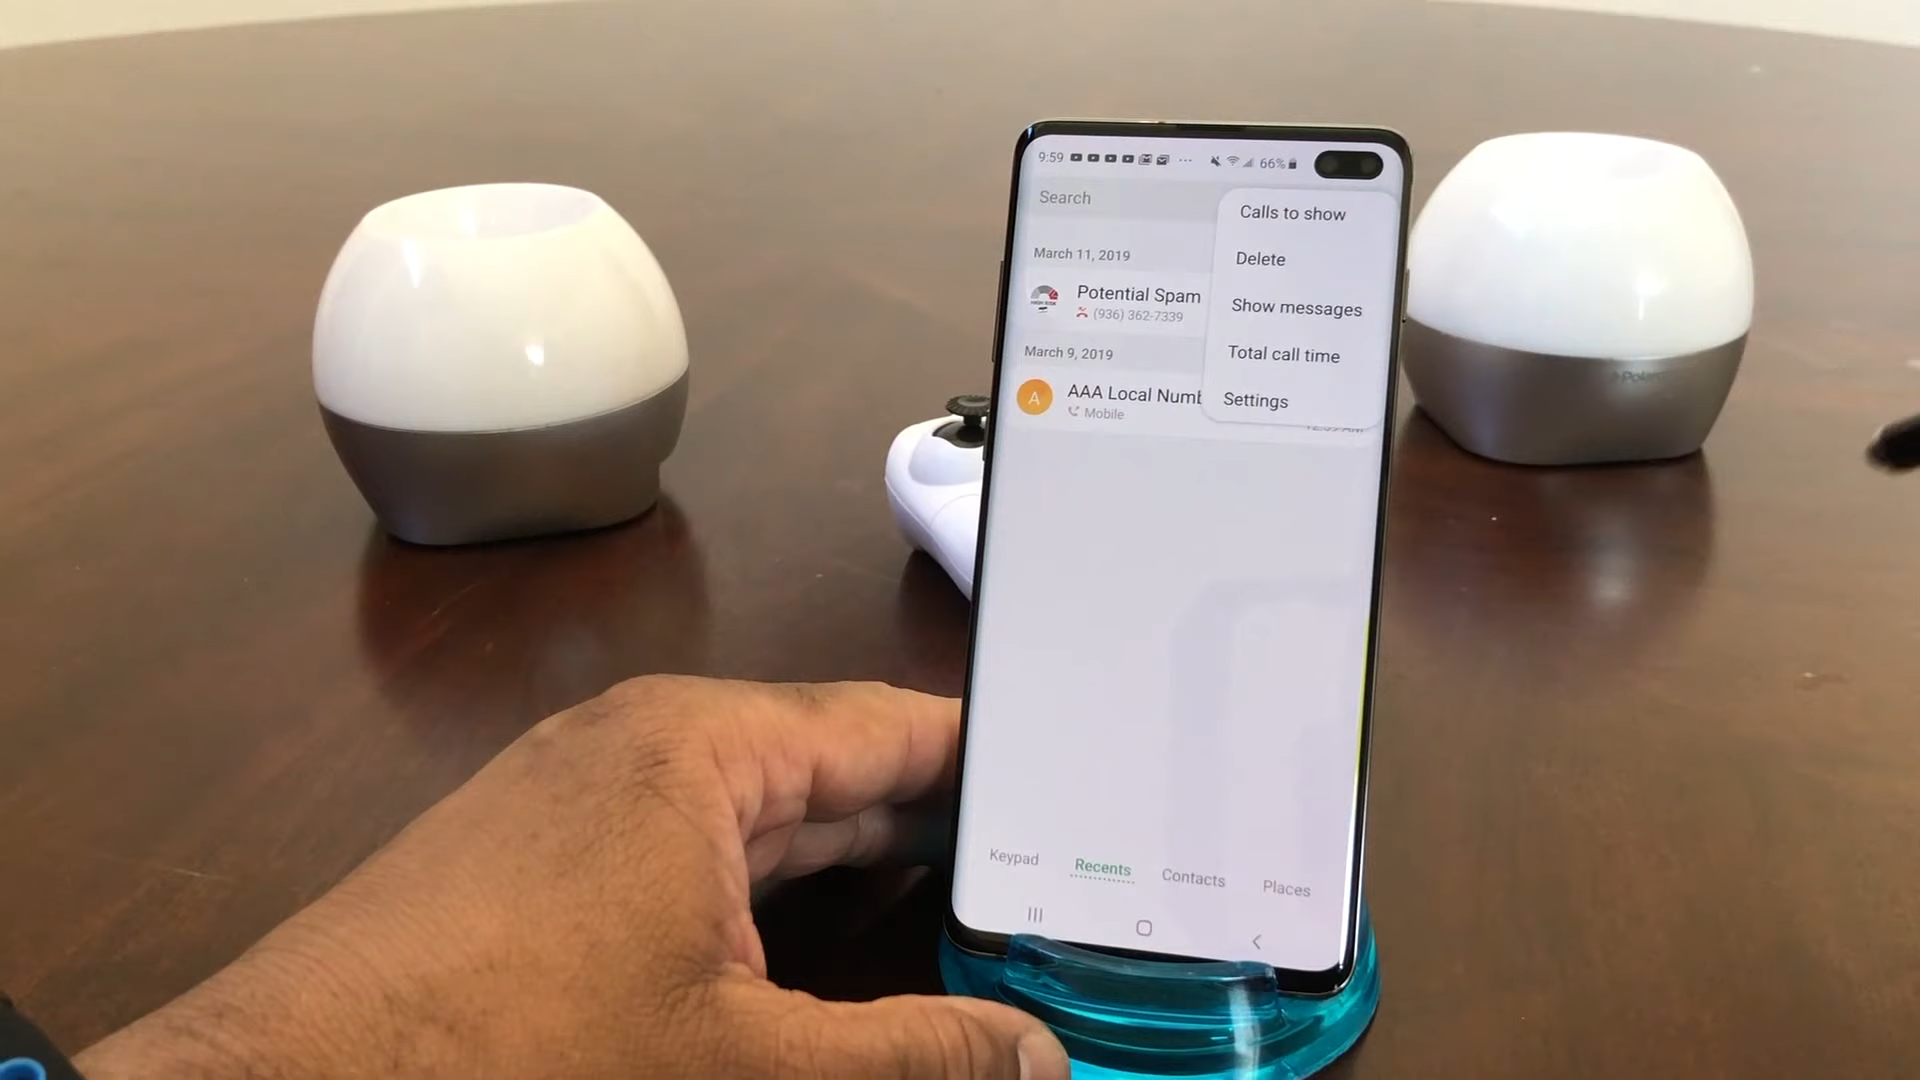 9:59
66%
Search
Calls to show
Delete
Show messages
Total call time
Settings
March 11, 2019
Potential Spam
(936) 362-7339
March 9, 2019
A
AAA Local Numb
Mobile
Keypad
Recents
Contacts
Places